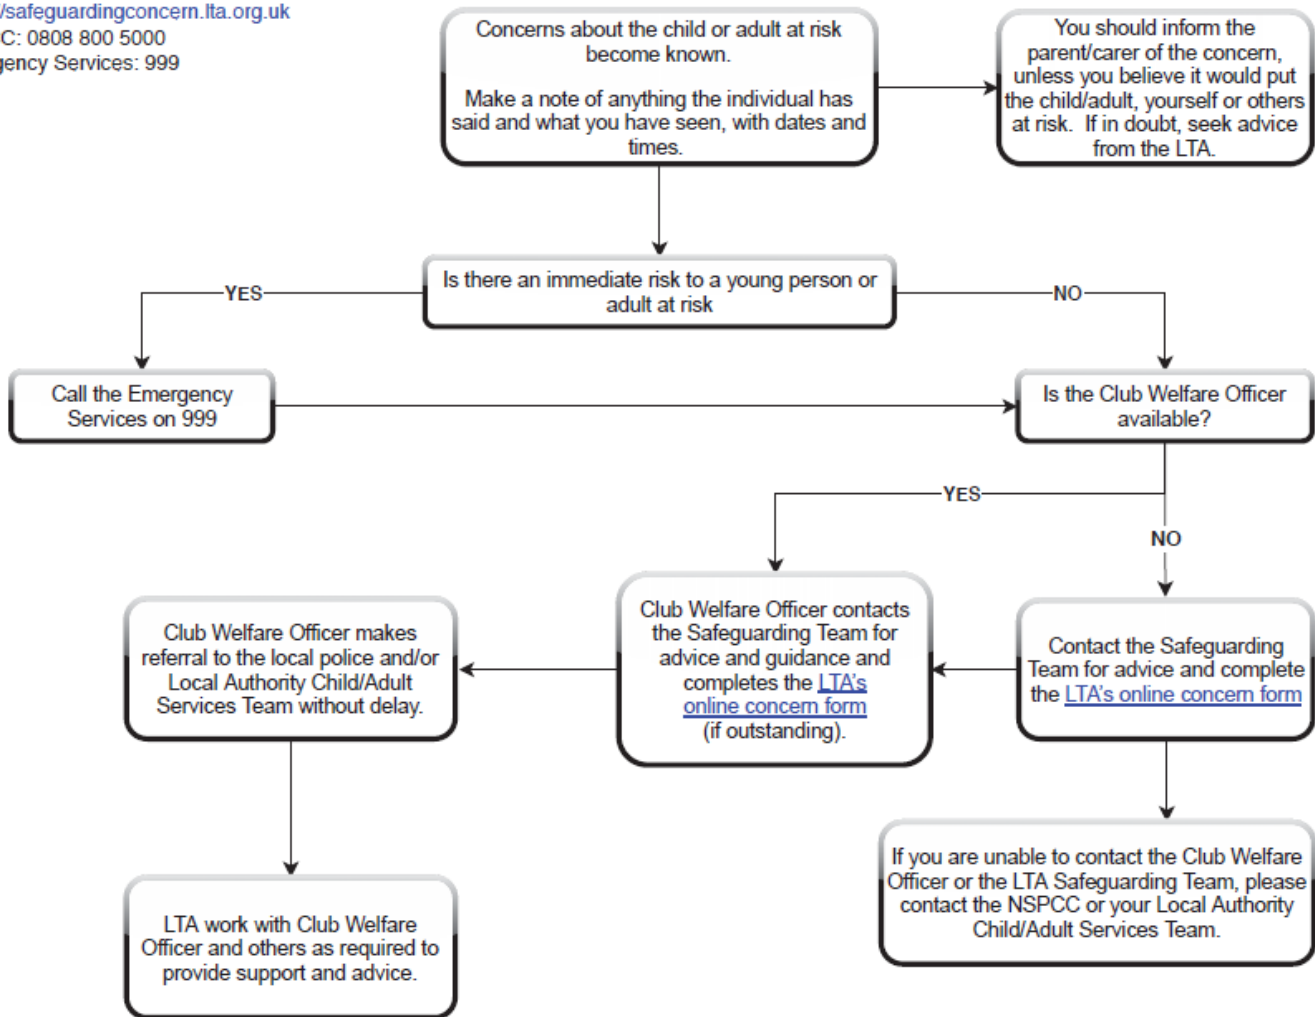 /safeguardingconcern.lta.org.uk
C: 0808 800 5000
gency Services: 999
Concerns about the child or adult at risk
become known.
Make a note of anything the individual has
said and what you have seen, with dates and
times.
You should inform the
parent/carer of the concern,
unless you believe it would put
the child/adult, yourself or others
at risk. If in doubt, seek advice
from the LTA.
Is there an immediate risk to a young person or
adult at risk
YES
NO
Call the Emergency
Services on 999
Is the Club Welfare Officer
available?
YES
NO
Club Welfare Officer makes
referral to the local police and/or
Local Authority Child/Adult
Services Team without delay.
Club Welfare Officer contacts
the Safeguarding Team for
advice and guidance and
completes the LTA's
online concern form
(if outstanding).
Contact the Safeguarding
Team for advice and complete
the LTA's online concern form
LTA work with Club Welfare
Officer and others as required to
provide support and advice.
If you are unable to contact the Club Welfare
Officer or the LTA Safeguarding Team, please
contact the NSPCC or your Local Authority
Child/Adult Services Team.